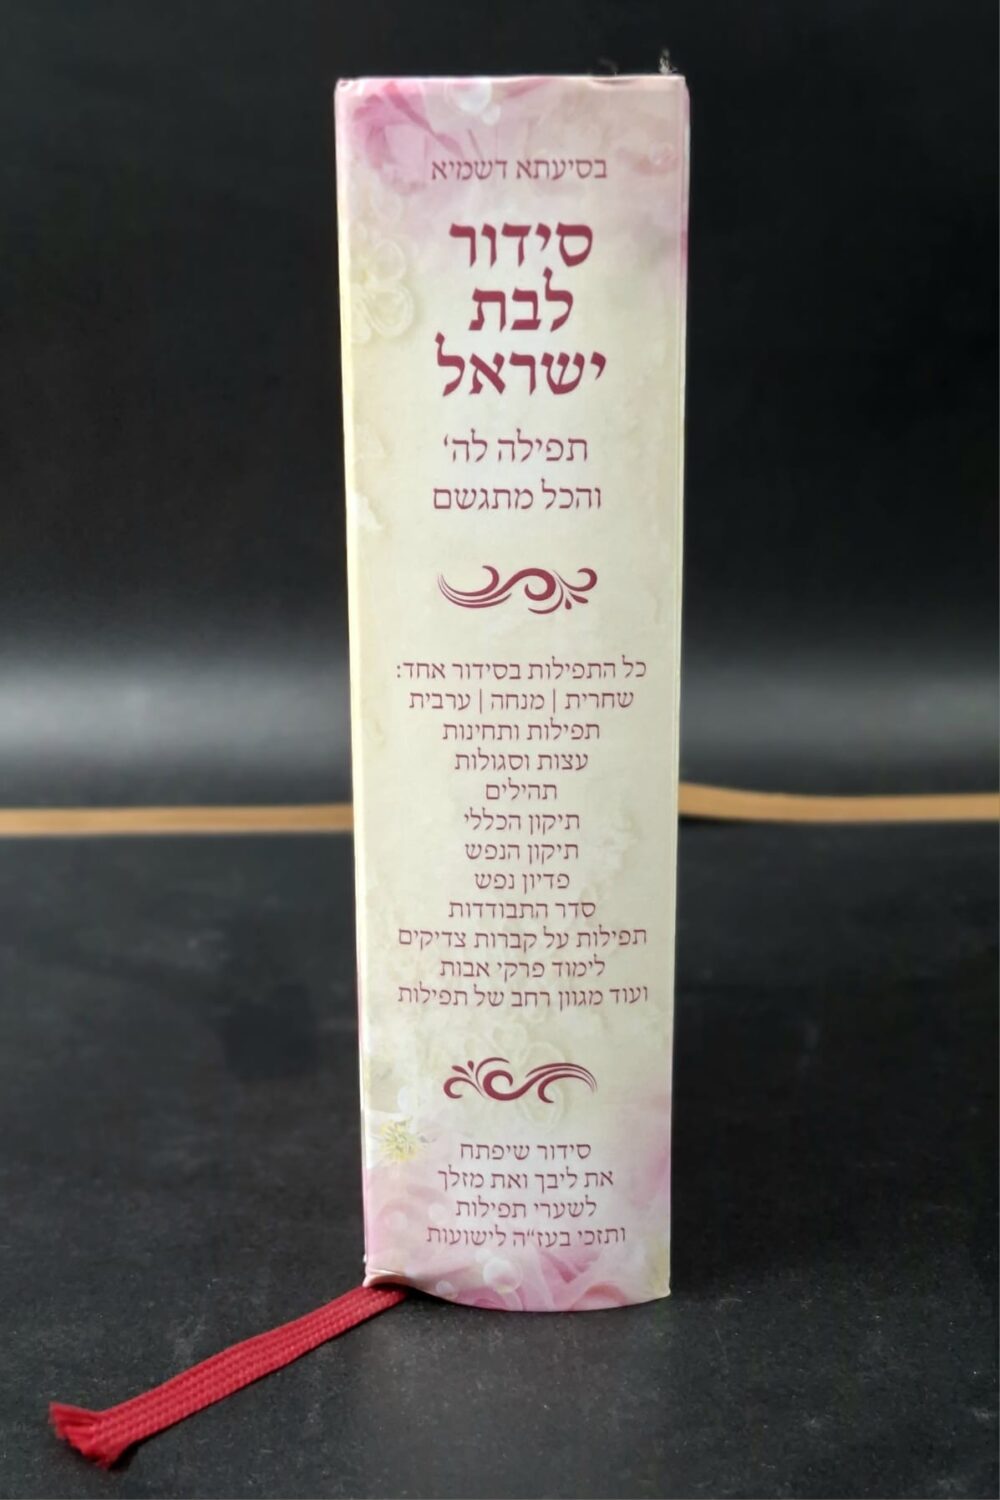 בסיעתא דשמיא
סידור
לבת
ישראל
תפילה לה'
והכל מתגשם
כל התפילות בסידור אחד:
שחרית | מנחה | ערבית
תפילות ותחינות
עצות וסגולות
תהילים
תיקון הכללי
תיקון הנפש
פדיון נפש
סדר התבודדות
תפילות על קברות צדיקים
לימוד פרקי אבות
ועוד מגוון רחב של תפילות
סידור שיפתח
את ליבך ואת מזלך
לשערי תפילות
ותזכי בעז"ה לישועות